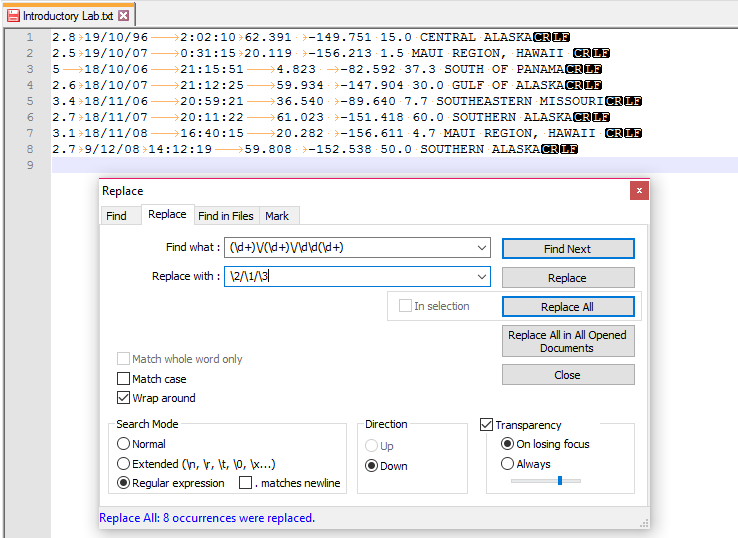 Introductory Lab.txt
1 2.8 19/10/96 2:02:10 62.391 -149.751 15.0 CENTRAL ALASKA CR LF
2 2.5 19/10/07 0:31:15 20.119 -156.213 1.5 MAUI REGION, HAWAII CR LF
3 5 18/10/06 21:15:51 4.823 -82.592 37.3 SOUTH OF PANAMA CR LF
4 2.6 18/10/07 21:12:25 59.934 -147.904 30.0 GULF OF ALASKA CR LF
5 3.4 18/11/06 20:59:21 36.540 -89.640 7.7 SOUTHEASTERN MISSOURI CR LF
6 2.7 18/11/07 20:11:22 61.023 -151.418 60.0 SOUTHERN ALASKA CR LF
7 3.1 18/11/08 16:40:15 20.282 -156.611 4.7 MAUI REGION, HAWAII CR LF
8 2.7 9/12/08 14:12:19 59.808 -152.538 50.0 SOUTHERN ALASKA CR LF
9
Replace
Find Replace Find in Files Mark
Find what : (\d+)\/(\d+)\/\d\d(\d+) Find Next
Replace with : \2/\1/\3 Replace
In selection Replace All
Replace All in All Opened
Documents
Match whole word only
Close
Match case
Wrap around
Search Mode Direction Transparency
Normal Up On losing focus
Extended (\n, \r, \t, \0, \x...) Down Always
Regular expression . matches newline
Replace All: 8 occurrences were replaced.